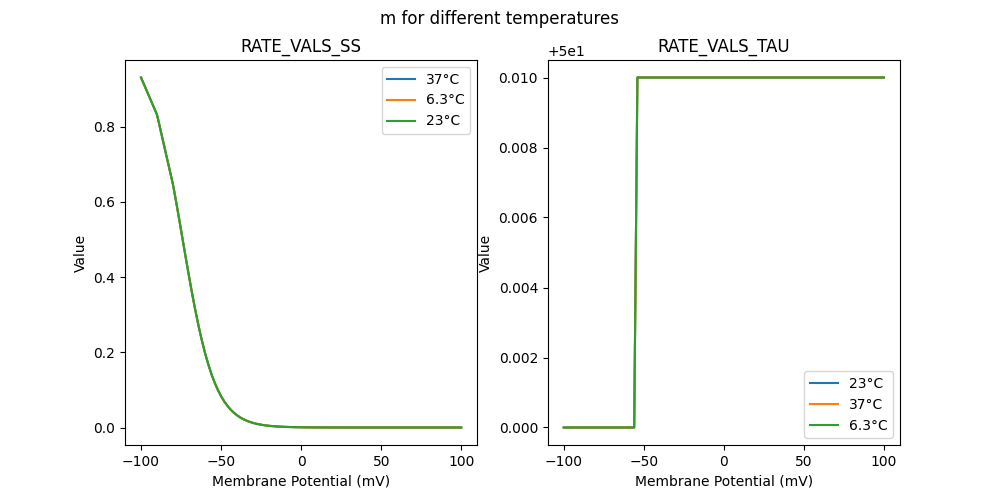 m for different temperatures
RATE_VALS_SS
37°C
6.3°C
23°C
0.8
0.6
0.4
0.2
0.0
Value
−100
−50
0
50
100
Membrane Potential (mV)
RATE_VALS_TAU
+5e1
0.010
0.008
0.006
0.004
0.002
0.000
Value
23°C
37°C
6.3°C
−100
−50
0
50
100
Membrane Potential (mV)